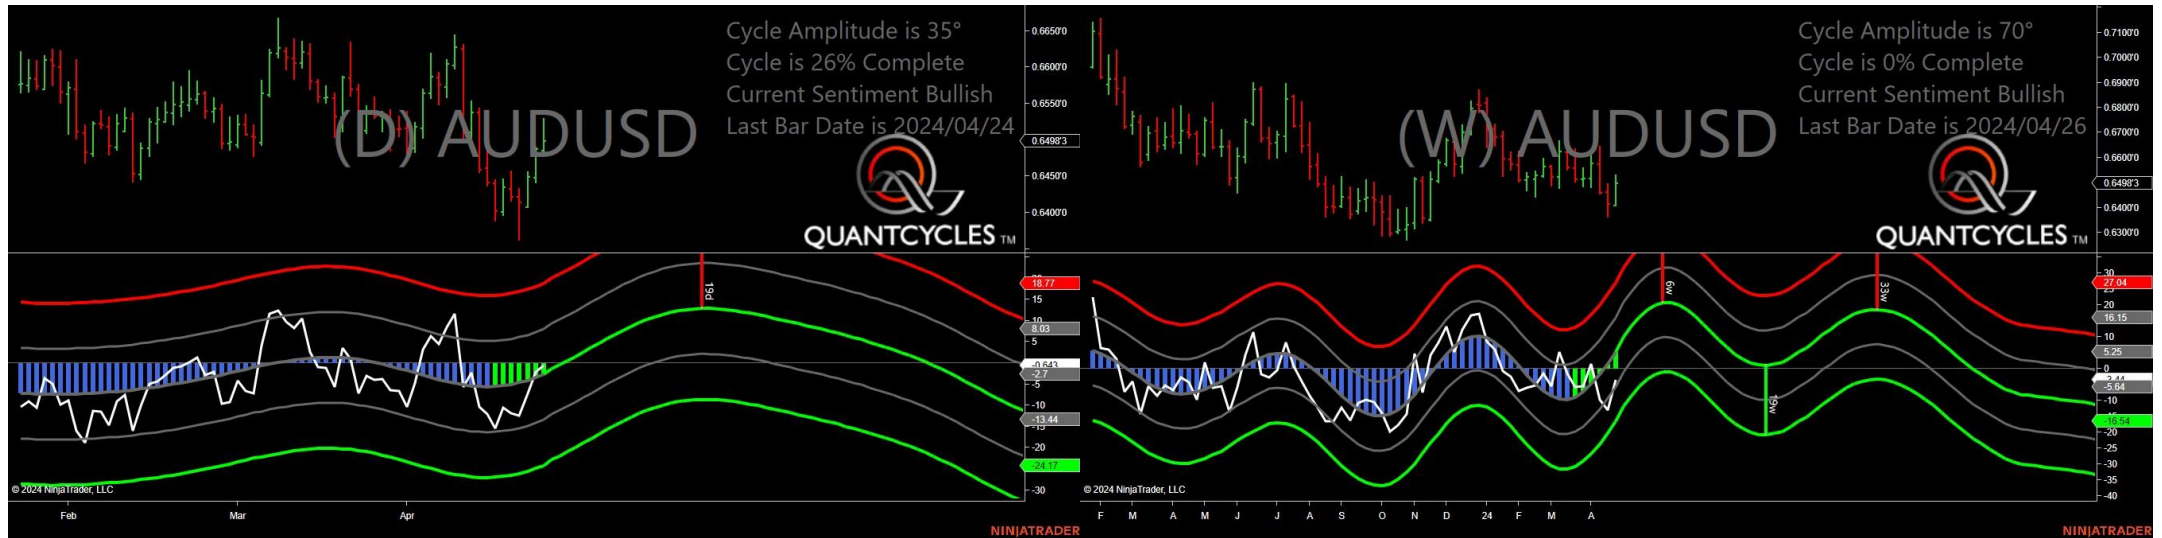 Cycle Amplitude is 35°
Cycle is 26% Complete
Current Sentiment Bullish
Last Bar Date is 2024/04/24
(D) AUDUSD
QUANTCYCLES TM
0.6650'0
0.6600'0
0.6550'0
0.6498'3
0.6450'0
0.6400'0
19d
18.77
15
10
8.03
5
-0.643
-2.7
-5
-10
-13.44
-15
-20
-24.17
-30
© 2024 NinjaTrader, LLC
Feb
Mar
Apr
NINJATRADER
Cycle Amplitude is 70°
Cycle is 0% Complete
Current Sentiment Bullish
Last Bar Date is 2024/04/26
(W) AUDUSD
QUANTCYCLES TM
0.7100'0
0.7000'0
0.6900'0
0.6800'0
0.6700'0
0.6600'0
0.6498'3
0.6400'0
0.6300'0
6w
19w
33w
30
27.04
25
20
16.15
10
5.25
0
-5.64
-10
-16.54
-20
-25
-30
-35
-40
© 2024 NinjaTrader, LLC
F
M
A
M
J
J
A
S
O
N
D
24
F
M
A
NINJATRADER